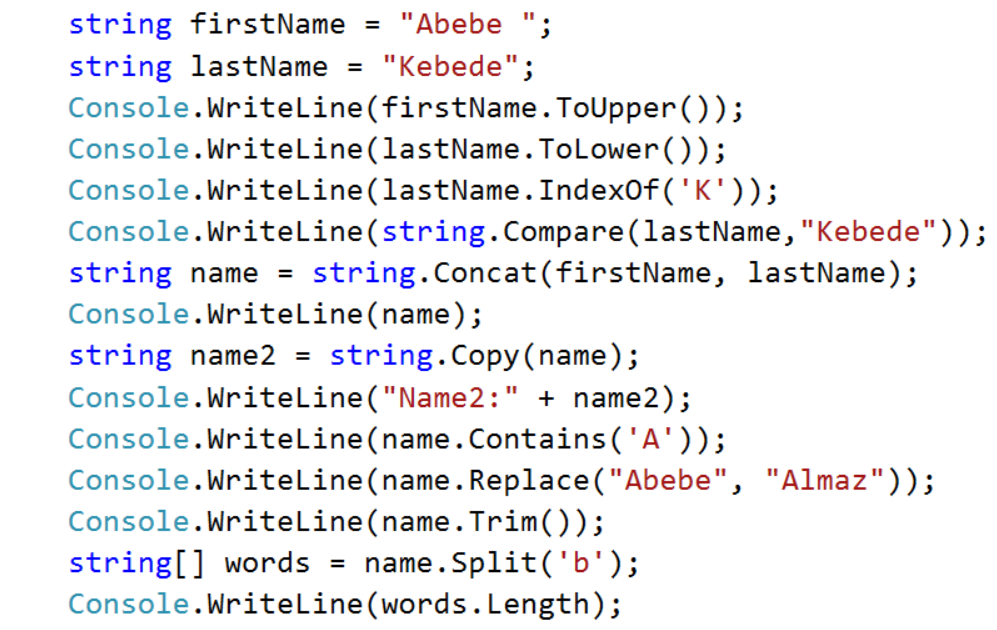 string firstName = "Abebe ";
string lastName = "Kebede";
Console.WriteLine(firstName.ToUpper());
Console.WriteLine(lastName.ToLower());
Console.WriteLine(lastName.IndexOf('K'));
Console.WriteLine(string.Compare(lastName,"Kebede"));
string name = string.Concat(firstName, lastName);
Console.WriteLine(name);
string name2 = string.Copy(name);
Console.WriteLine("Name2:" + name2);
Console.WriteLine(name.Contains('A'));
Console.WriteLine(name.Replace("Abebe", "Almaz"));
Console.WriteLine(name.Trim());
string[] words = name.Split('b');
Console.WriteLine(words.Length);